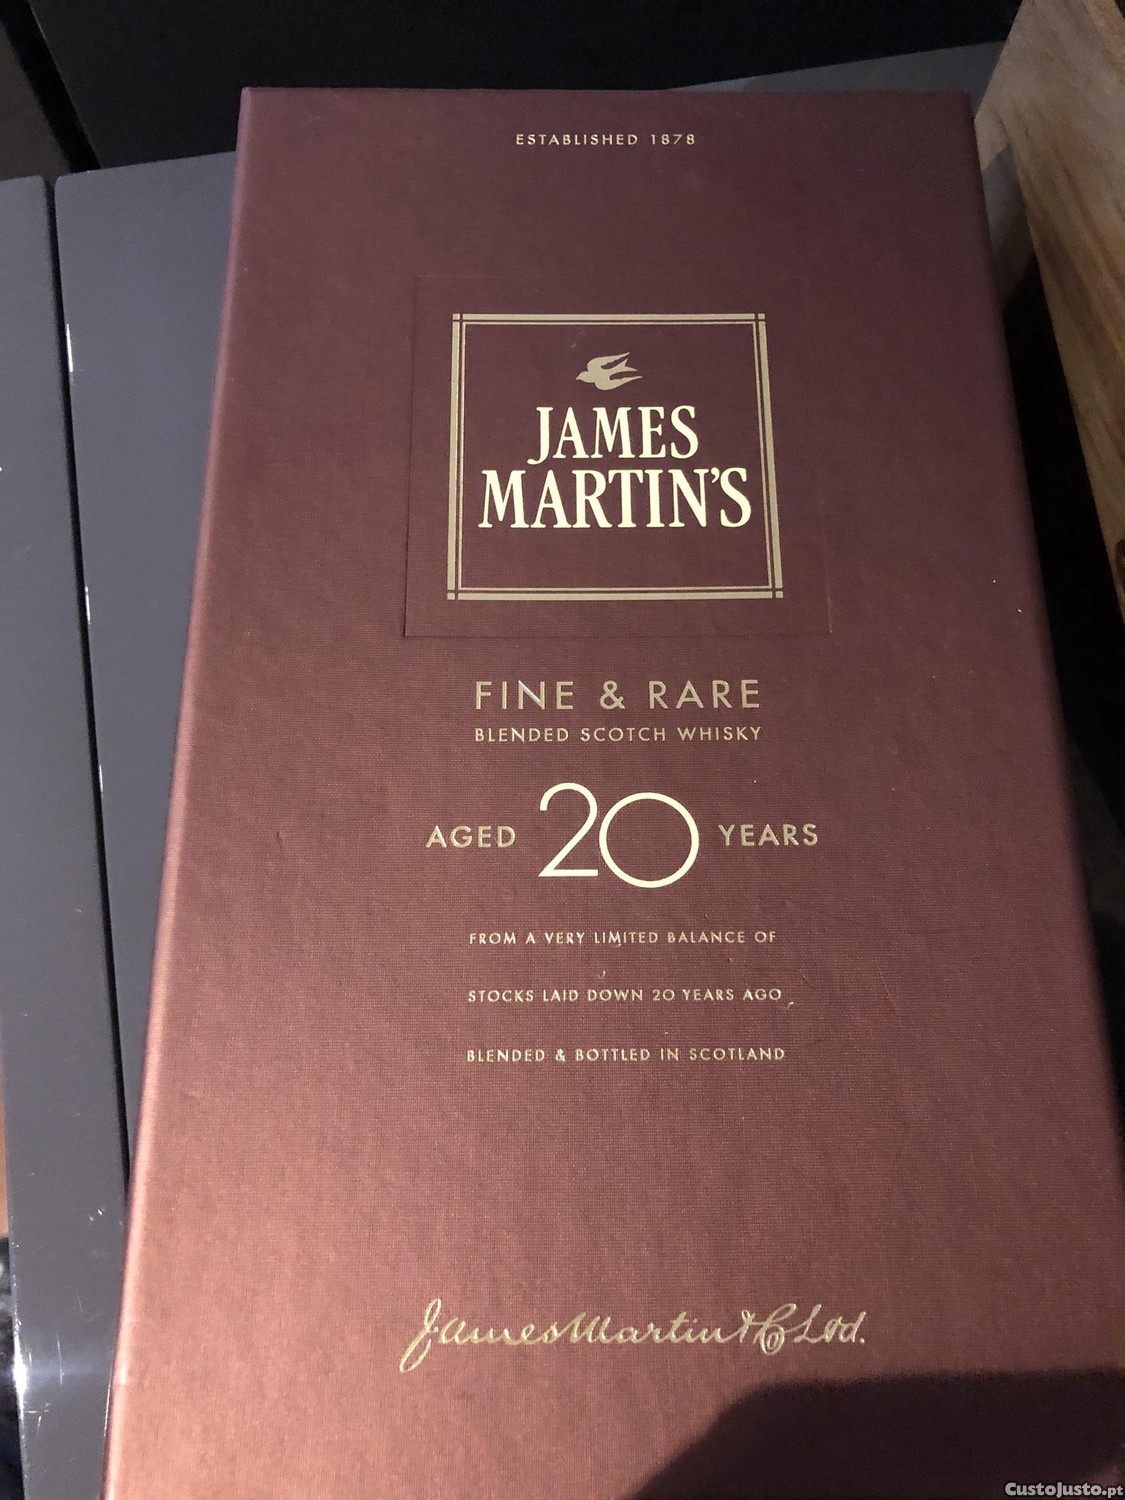 ESTABLISHED 1878
JAMES
MARTIN'S
FINE & RARE
BLENDED SCOTCH WHISKY
AGED 20 YEARS
FROM A VERY LIMITED BALANCE OF
STOCKS LAID DOWN 20 YEARS AGO
BLENDED & BOTTLED IN SCOTLAND
James Martin & Co Ltd.
CustoJusto.pt